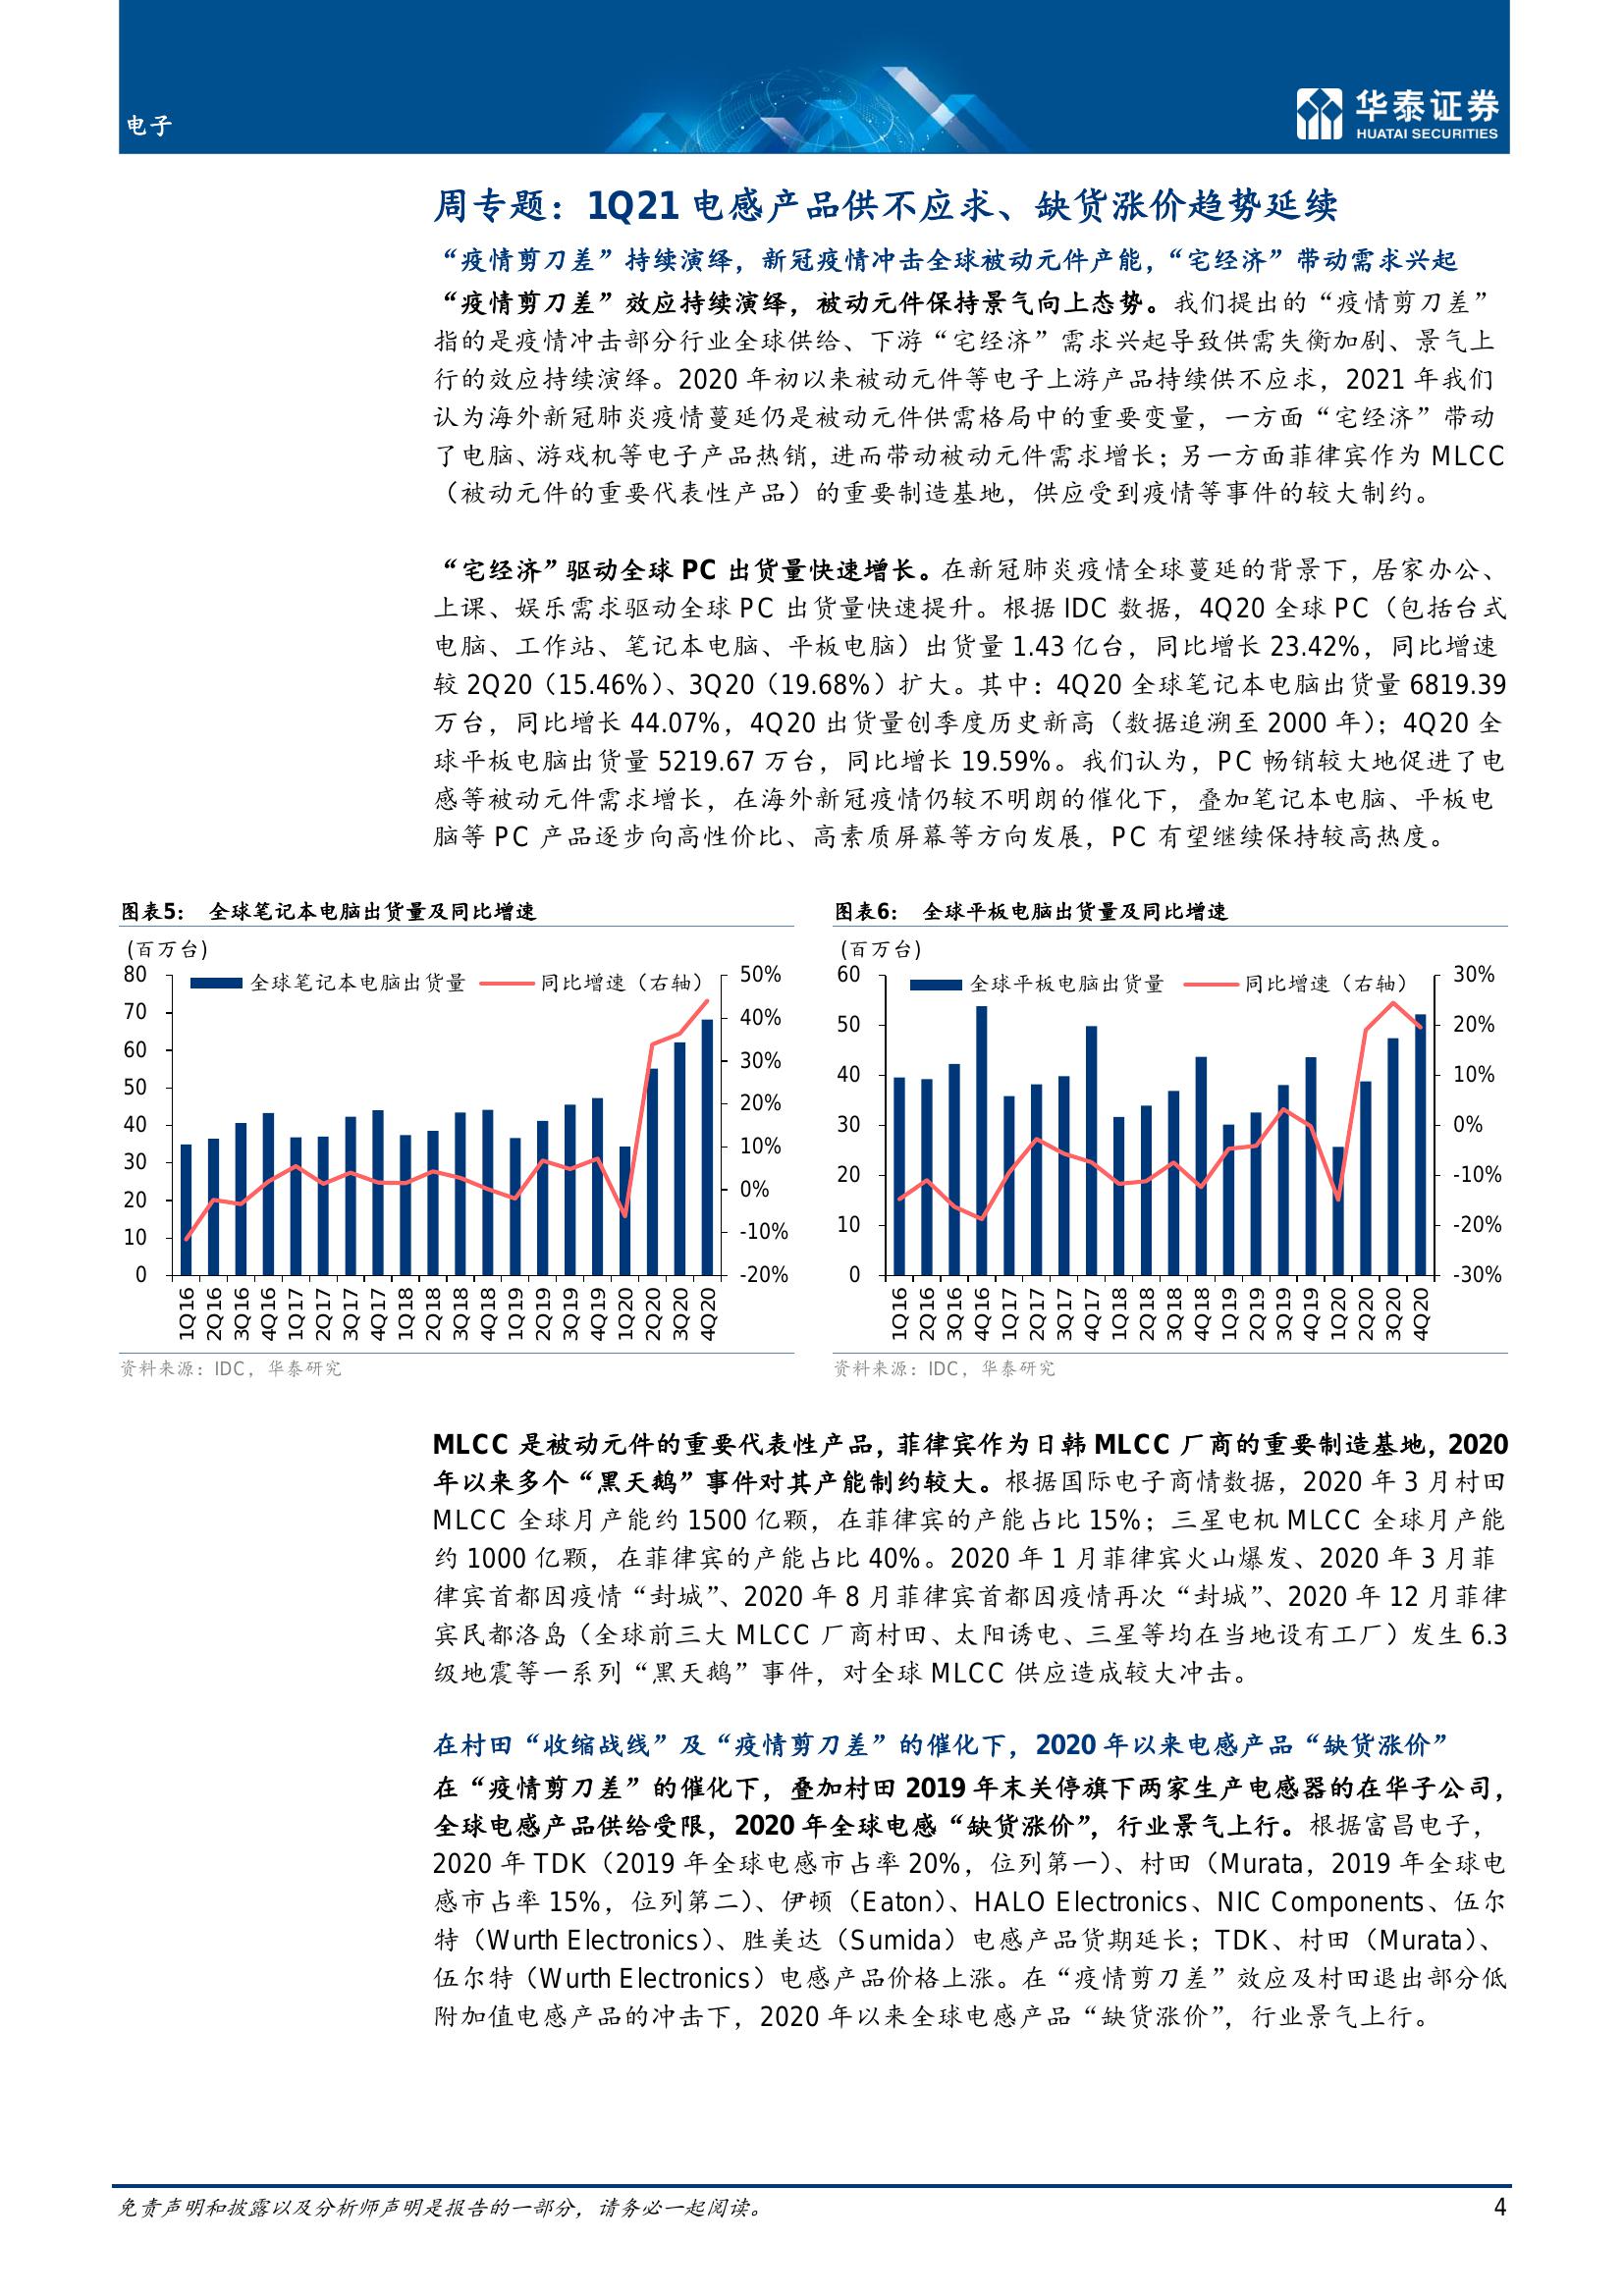 电子
华泰证券
HUATAI SECURITIES
周专题：1Q21 电感产品供不应求、缺货涨价趋势延续
“疫情剪刀差”持续演绎，新冠疫情冲击全球被动元件产能，“宅经济”带动需求兴起
“疫情剪刀差”效应持续演绎，被动元件保持景气向上态势。我们提出的“疫情剪刀差”
指的是疫情冲击部分行业全球供给、下游“宅经济”需求兴起导致供需失衡加剧、景气上
行的效应持续演绎。2020 年初以来被动元件等电子上游产品持续供不应求，2021 年我们
认为海外新冠肺炎疫情蔓延仍是被动元件供需格局中的重要变量，一方面“宅经济”带动
了电脑、游戏机等电子产品热销，进而带动被动元件需求增长；另一方面菲律宾作为 MLCC
（被动元件的重要代表性产品）的重要制造基地，供应受到疫情等事件的较大制约。
“宅经济”驱动全球 PC 出货量快速增长。在新冠肺炎疫情全球蔓延的背景下，居家办公、
上课、娱乐需求驱动全球 PC 出货量快速提升。根据 IDC 数据，4Q20 全球 PC（包括台式
电脑、工作站、笔记本电脑、平板电脑）出货量 1.43 亿台，同比增长 23.42%，同比增速
较 2Q20（15.46%）、3Q20（19.68%）扩大。其中：4Q20 全球笔记本电脑出货量 6819.39
万台，同比增长 44.07%，4Q20 出货量创季度历史新高（数据追溯至 2000 年）；4Q20 全
球平板电脑出货量 5219.67 万台，同比增长 19.59%。我们认为，PC 畅销较大地促进了电
感等被动元件需求增长，在海外新冠疫情仍较不明朗的催化下，叠加笔记本电脑、平板电
脑等 PC 产品逐步向高性价比、高素质屏幕等方向发展，PC 有望继续保持较高热度。
图表5： 全球笔记本电脑出货量及同比增速
（百万台）
全球笔记本电脑出货量 同比增速（右轴）
80
70
60
50
40
30
20
10
0
50%
40%
30%
20%
10%
0%
-10%
-20%
1Q16 2Q16 3Q16 4Q16 1Q17 2Q17 3Q17 4Q17 1Q18 2Q18 3Q18 4Q18 1Q19 2Q19 3Q19 4Q19 1Q20 2Q20 3Q20 4Q20
资料来源：IDC，华泰研究
图表6： 全球平板电脑出货量及同比增速
（百万台）
全球平板电脑出货量 同比增速（右轴）
60
50
40
30
20
10
0
30%
20%
10%
0%
-10%
-20%
-30%
1Q16 2Q16 3Q16 4Q16 1Q17 2Q17 3Q17 4Q17 1Q18 2Q18 3Q18 4Q18 1Q19 2Q19 3Q19 4Q19 1Q20 2Q20 3Q20 4Q20
资料来源：IDC，华泰研究
MLCC 是被动元件的重要代表性产品，菲律宾作为日韩 MLCC 厂商的重要制造基地，2020
年以来多个“黑天鹅”事件对其产能制约较大。根据国际电子商情数据，2020 年 3 月村田
MLCC 全球月产能约 1500 亿颗，在菲律宾的产能占比 15%；三星电机 MLCC 全球月产能
约 1000 亿颗，在菲律宾的产能占比 40%。2020 年 1 月菲律宾火山爆发、2020 年 3 月菲
律宾首都因疫情“封城”、2020 年 8 月菲律宾首都因疫情再次“封城”、2020 年 12 月菲律
宾民都洛岛（全球前三大 MLCC 厂商村田、太阳诱电、三星等均在当地设有工厂）发生 6.3
级地震等一系列“黑天鹅”事件，对全球 MLCC 供应造成较大冲击。
在村田“收缩战线”及“疫情剪刀差”的催化下，2020 年以来电感产品“缺货涨价”
在“疫情剪刀差”的催化下，叠加村田 2019 年末关停旗下两家生产电感器的在华子公司，
全球电感产品供给受限，2020 年全球电感“缺货涨价”，行业景气上行。根据富昌电子，
2020 年 TDK（2019 年全球电感市占率 20%，位列第一）、村田（Murata，2019 年全球电
感市占率 15%，位列第二）、伊顿（Eaton）、HALO Electronics、NIC Components、伍尔
特（Wurth Electronics）、胜美达（Sumida）电感产品货期延长；TDK、村田（Murata）、
伍尔特（Wurth Electronics）电感产品价格上涨。在“疫情剪刀差”效应及村田退出部分低
附加值电感产品的冲击下，2020 年以来全球电感产品“缺货涨价”，行业景气上行。
免责声明和披露以及分析师声明是报告的一部分，请务必一起阅读。
4